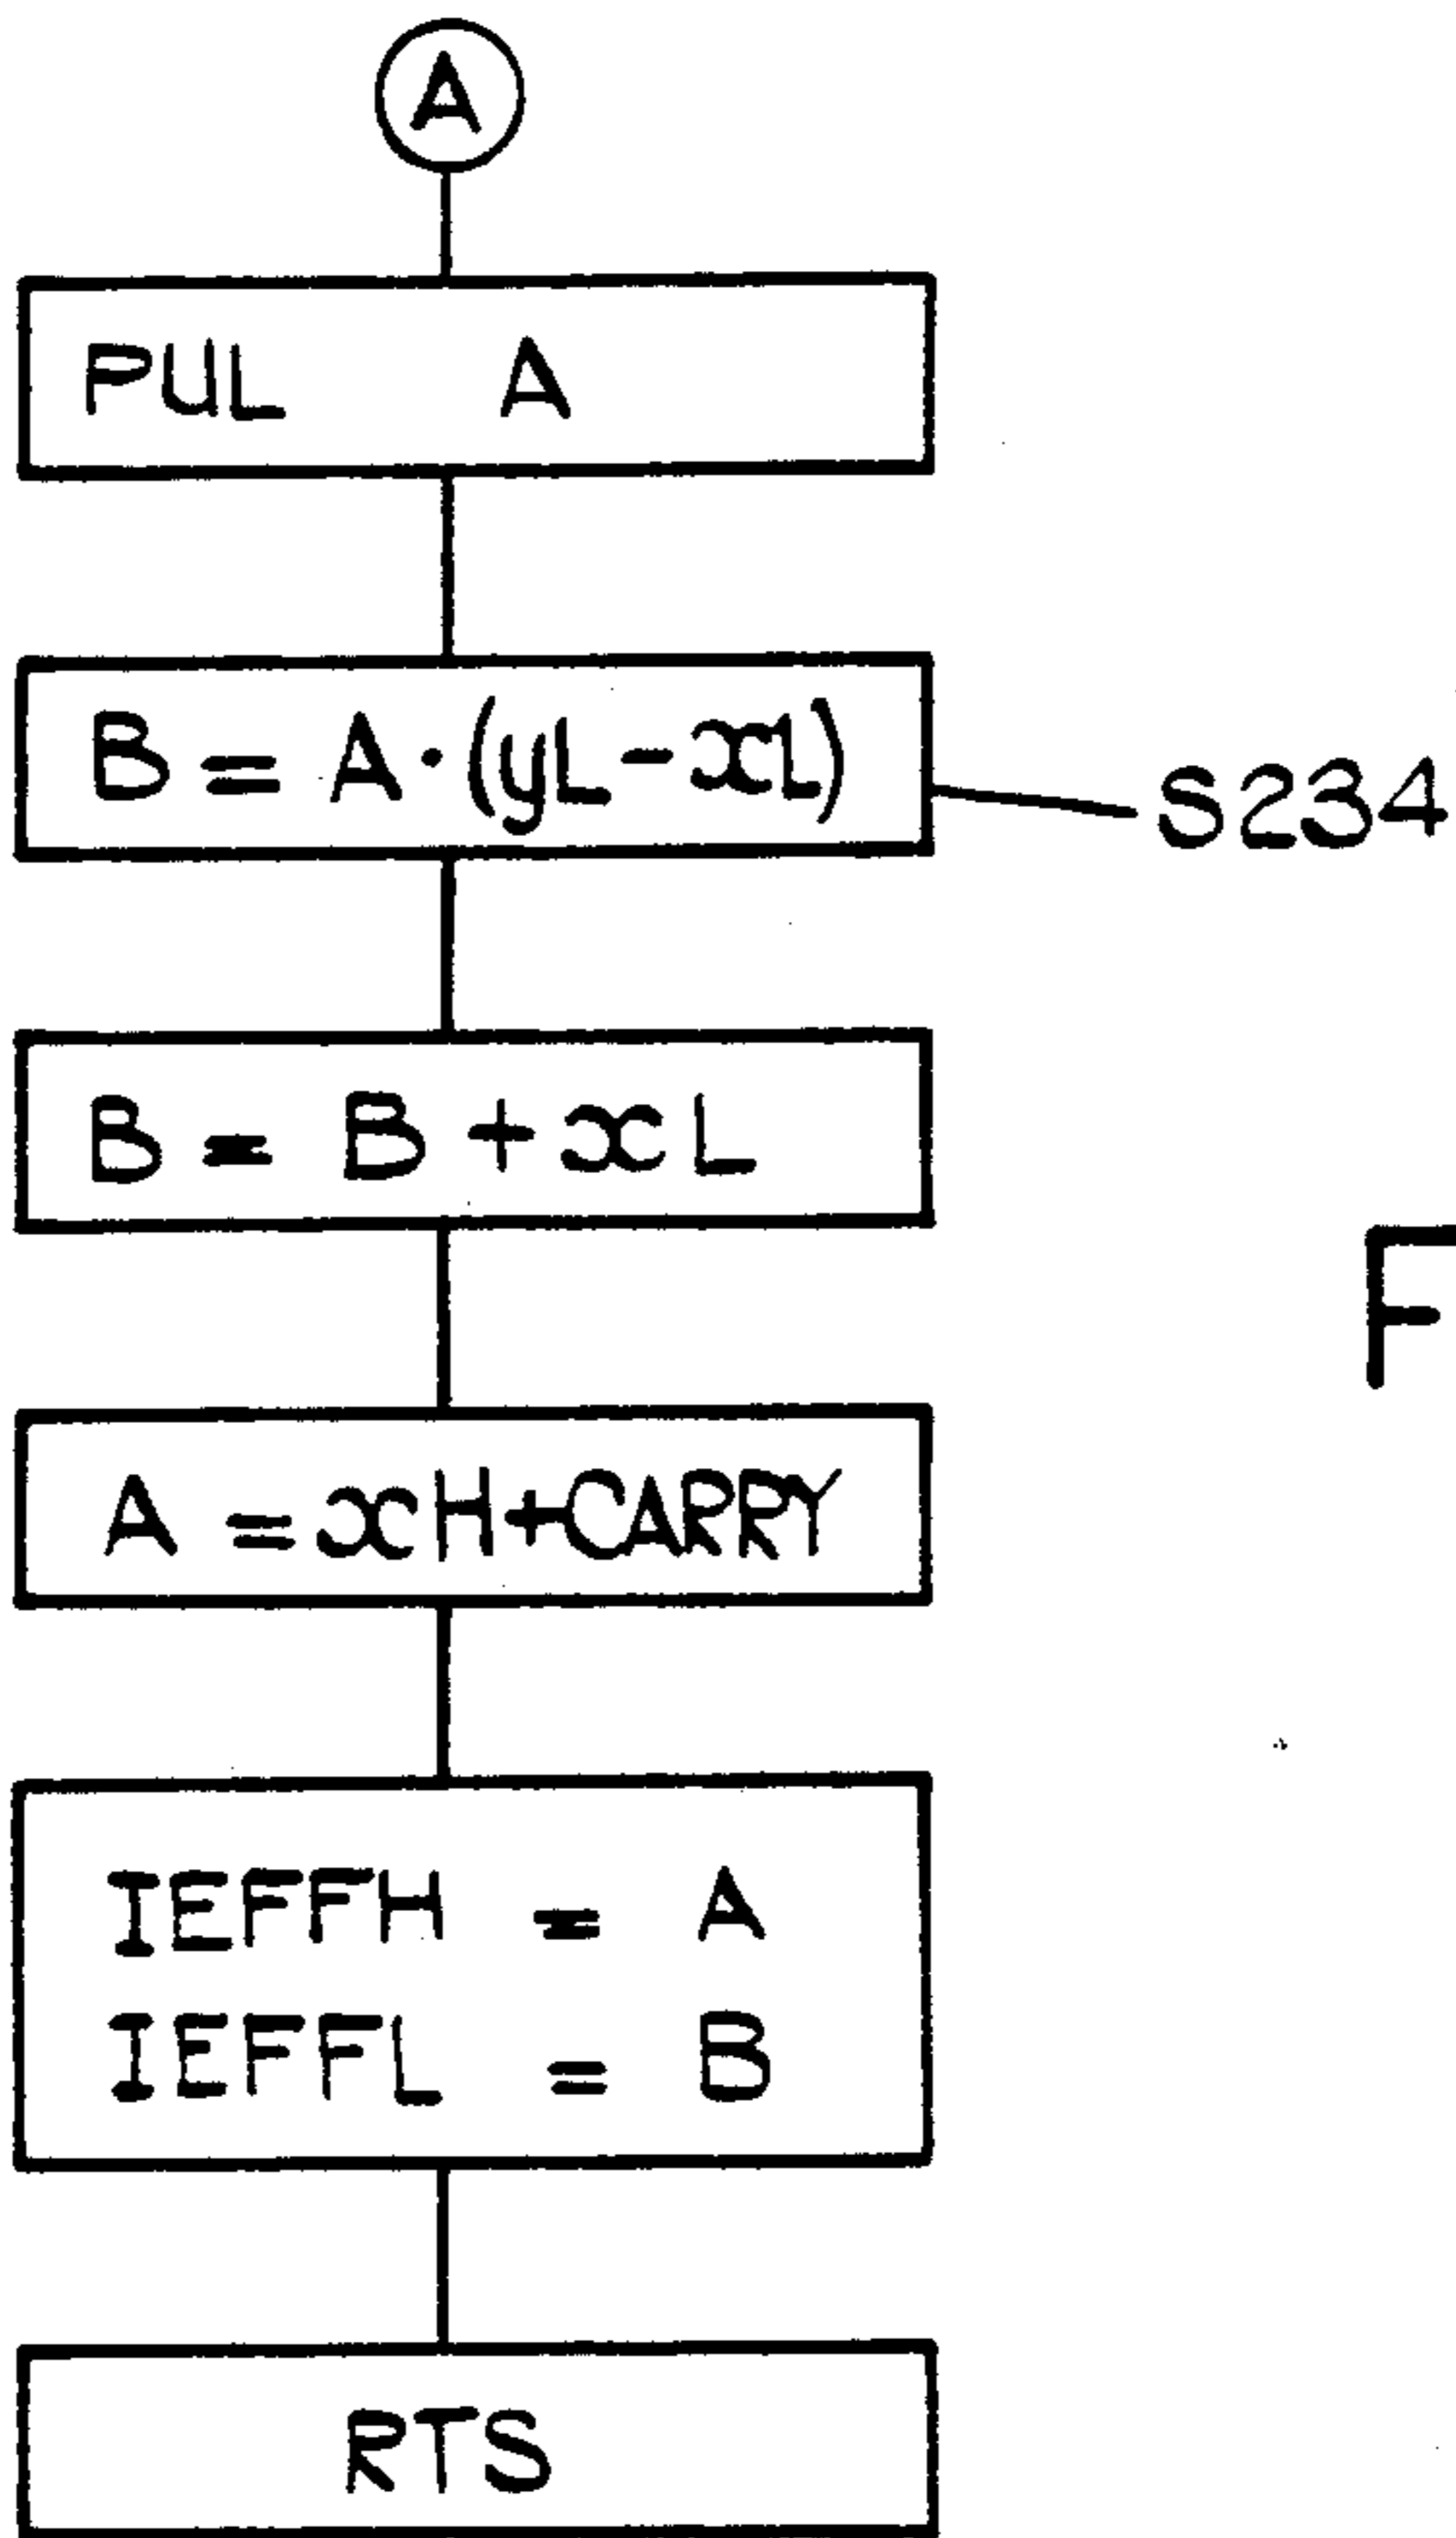 A
PUL A
B = A·(yL-xL)
S234
B = B + xL
F
A = xH+CARRY
IEFFH = A
IEFFL = B
RTS